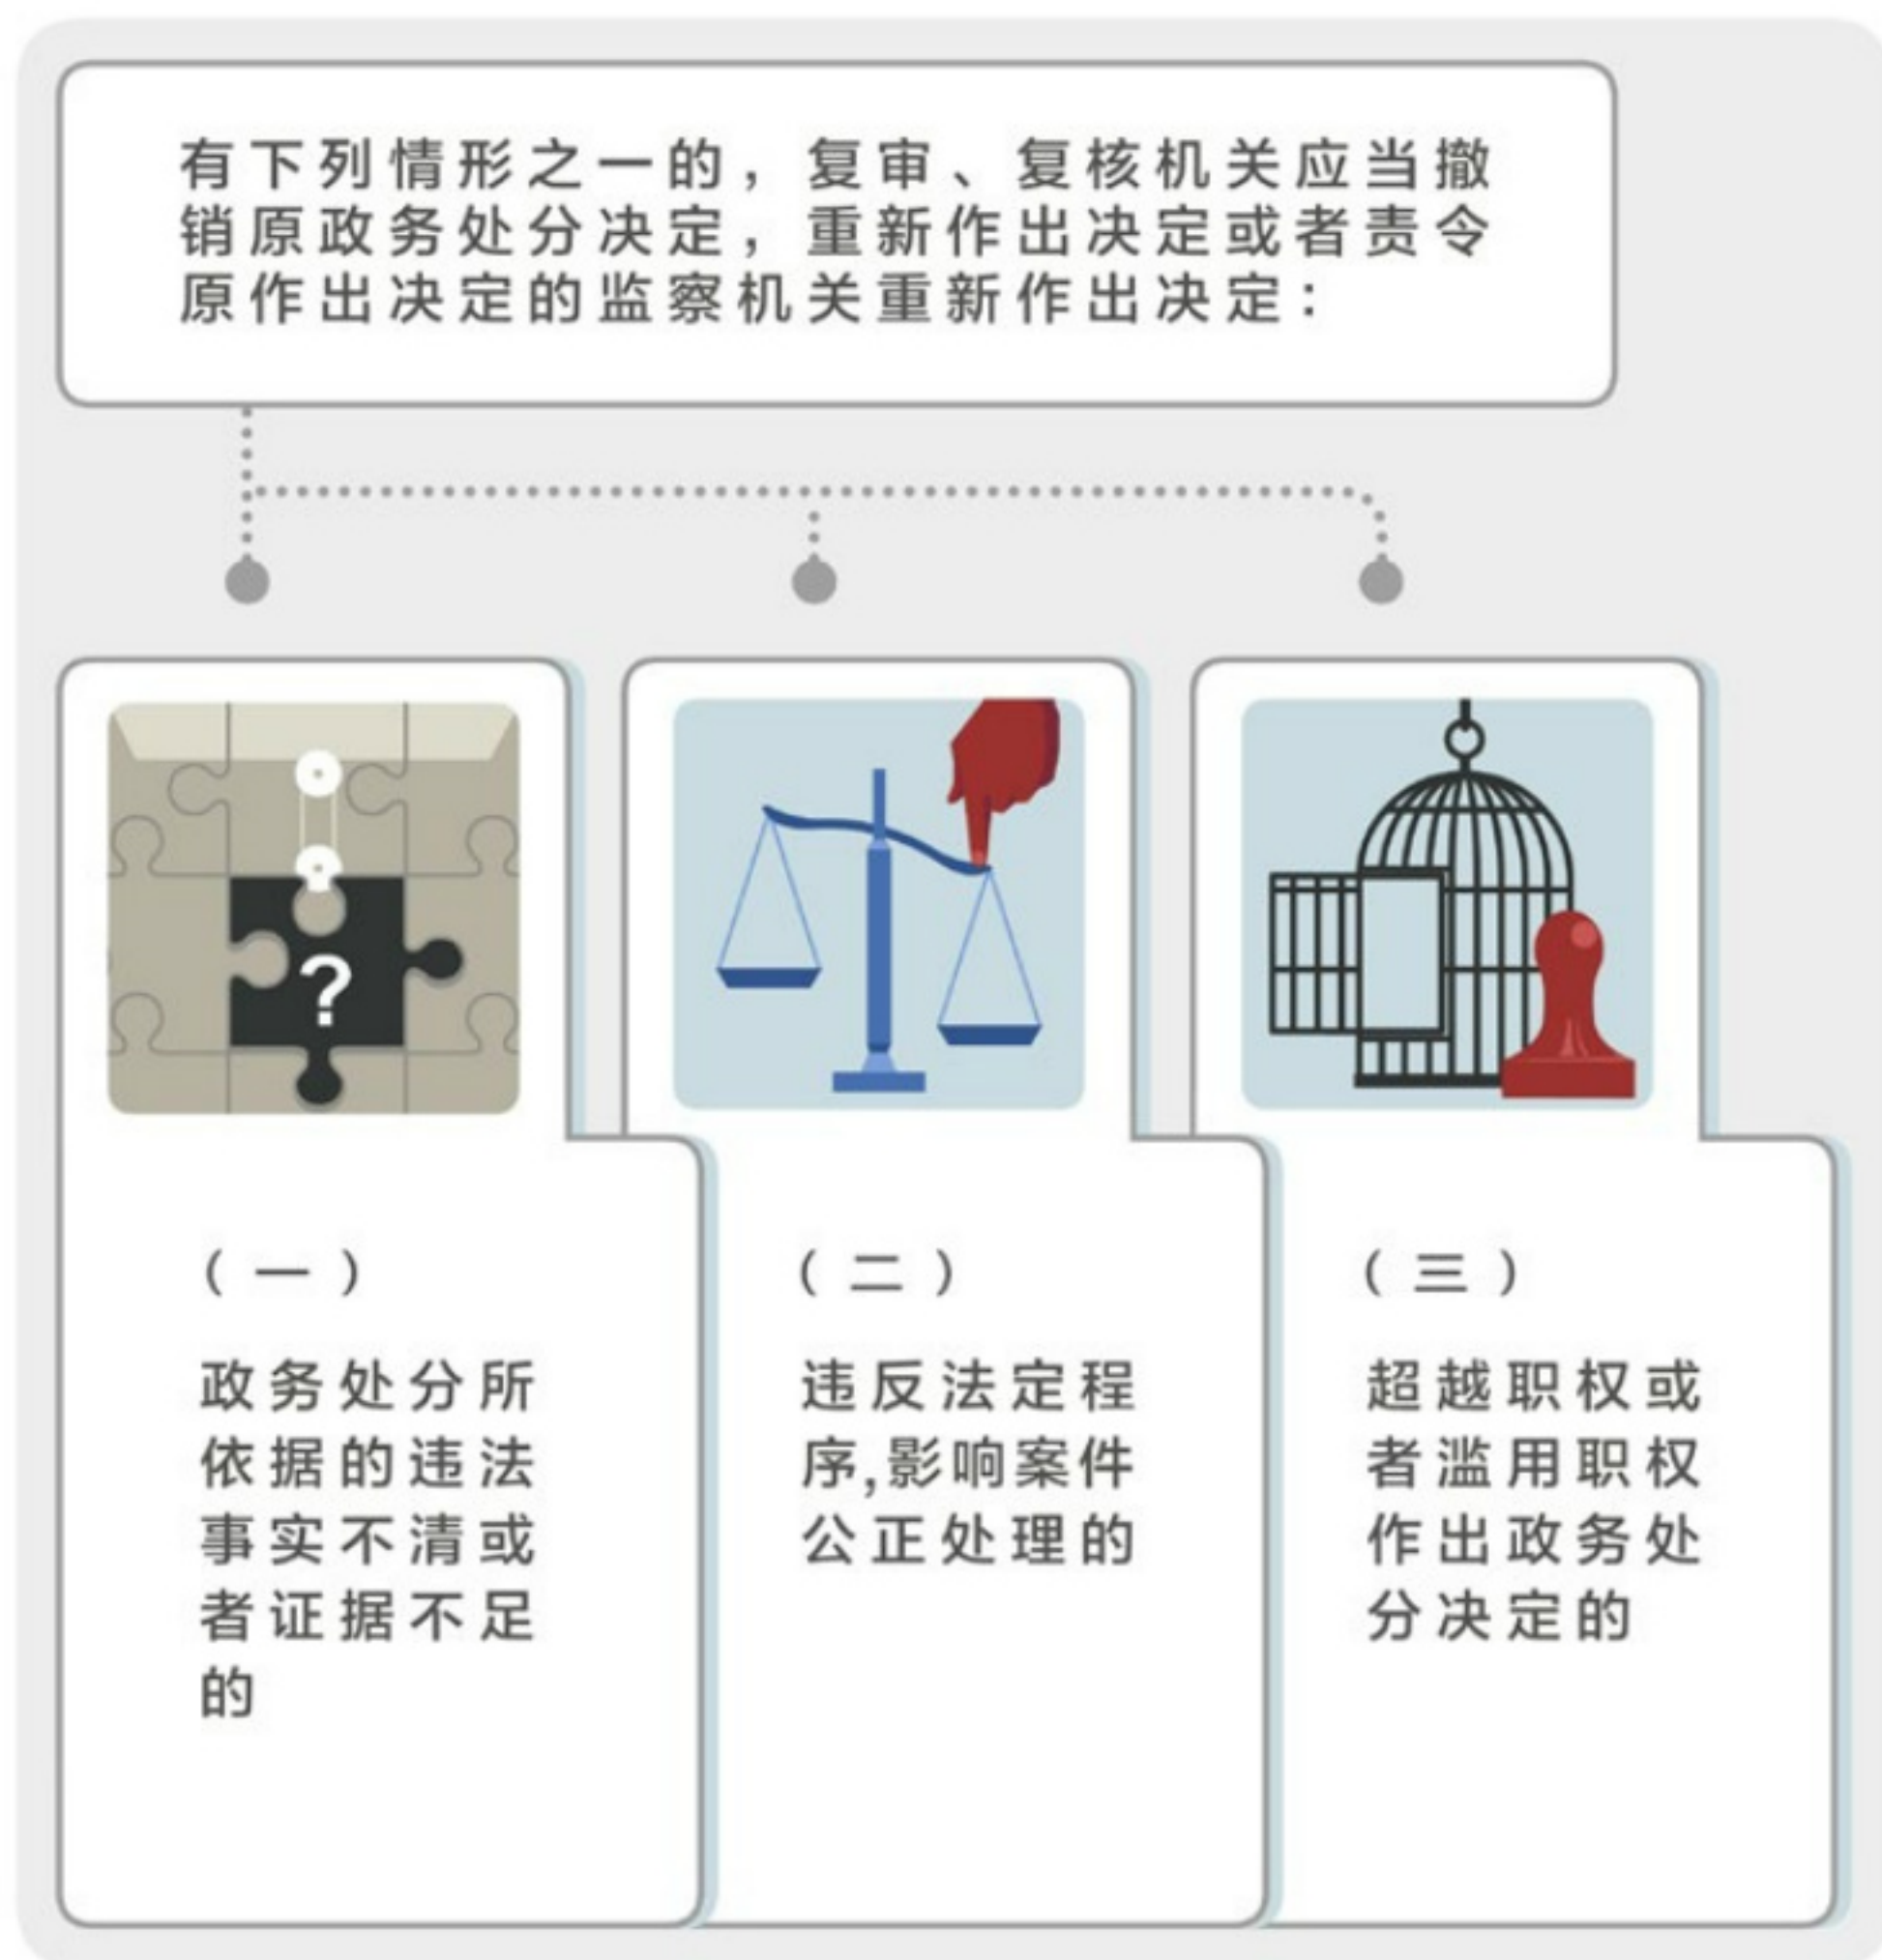 有下列情形之一的，复审、复核机关应当撤
销原政务处分决定，重新作出决定或者责令
原作出决定的监察机关重新作出决定：
?
（一）
政务处分所
依据的违法
事实不清或
者证据不足
的
（二）
违反法定程
序,影响案件
公正处理的
（三）
超越职权或
者滥用职权
作出政务处
分决定的